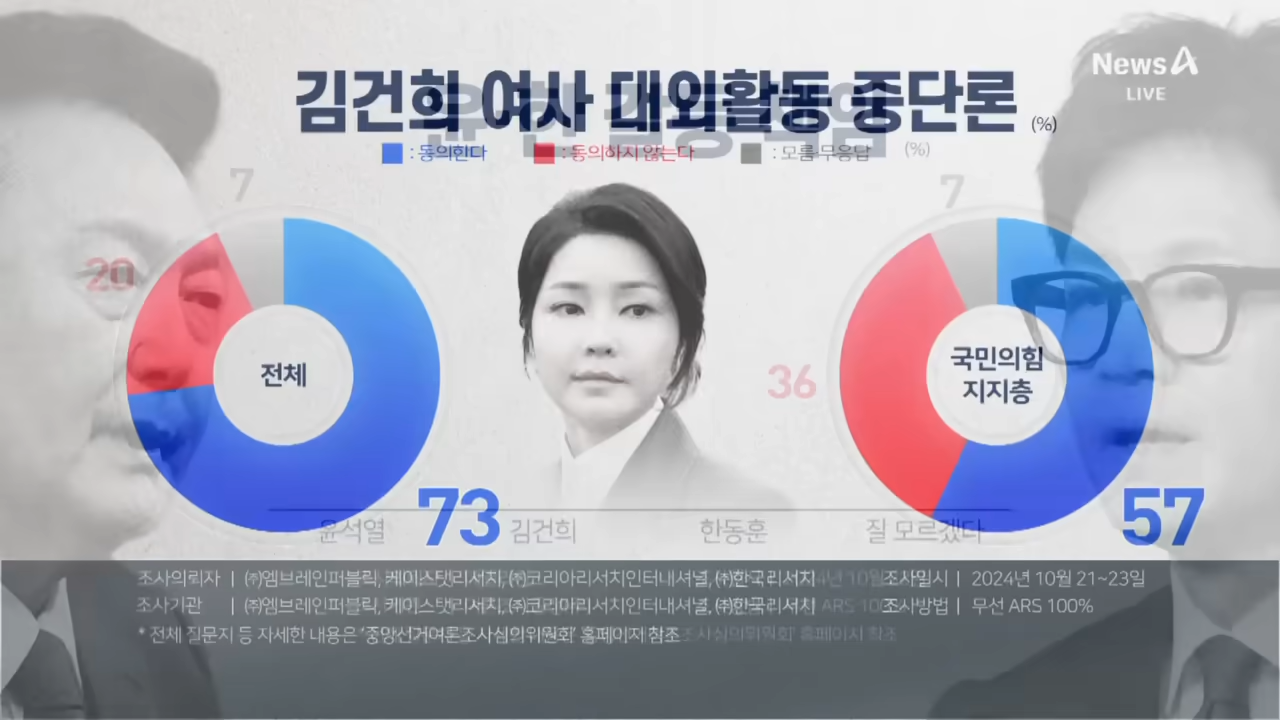 News A
LIVE
김건희 여사 대외활동 중단론 (%)
: 동의한다 : 동의하지 않는다 : 모름·무응답 (%)
7
7
20
전체
국민의힘
지지층
36
73
57
윤석열 김건희 한동훈 잘 모르겠다
조사의뢰자 | ㈜엠브레인퍼블릭, 케이스탯리서치, ㈜코리아리서치인터내셔널, ㈜한국리서치 조사일시 | 2024년 10월 21~23일
조사기관 | ㈜엠브레인퍼블릭, 케이스탯리서치, ㈜코리아리서치인터내셔널, ㈜한국리서치 조사방법 | 무선 ARS 100%
* 전체 질문지 등 자세한 내용은 '중앙선거여론조사심의위원회' 홈페이지 참조